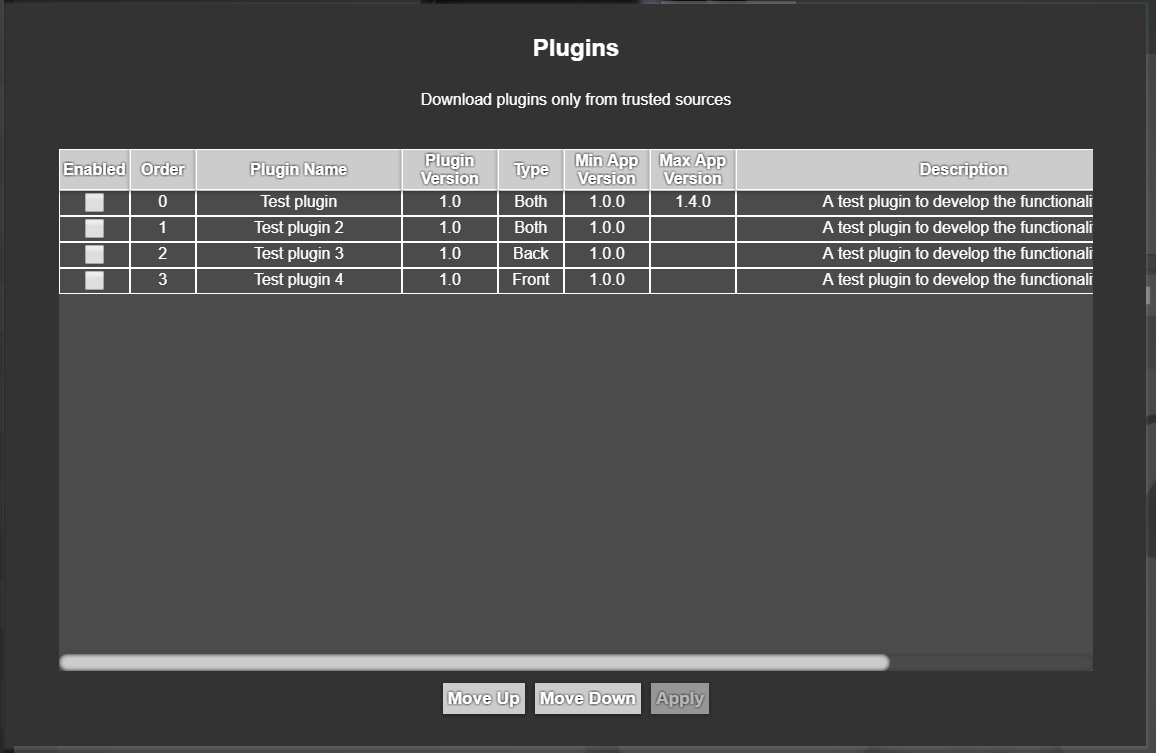 Plugins
Download plugins only from trusted sources
Enabled Order Plugin Name Plugin Version Type Min App Version Max App Version Description
0 Test plugin 1.0 Both 1.0.0 1.4.0 A test plugin to develop the functionali
1 Test plugin 2 1.0 Both 1.0.0 A test plugin to develop the functionali
2 Test plugin 3 1.0 Back 1.0.0 A test plugin to develop the functionali
3 Test plugin 4 1.0 Front 1.0.0 A test plugin to develop the functionali
Move Up Move Down Apply